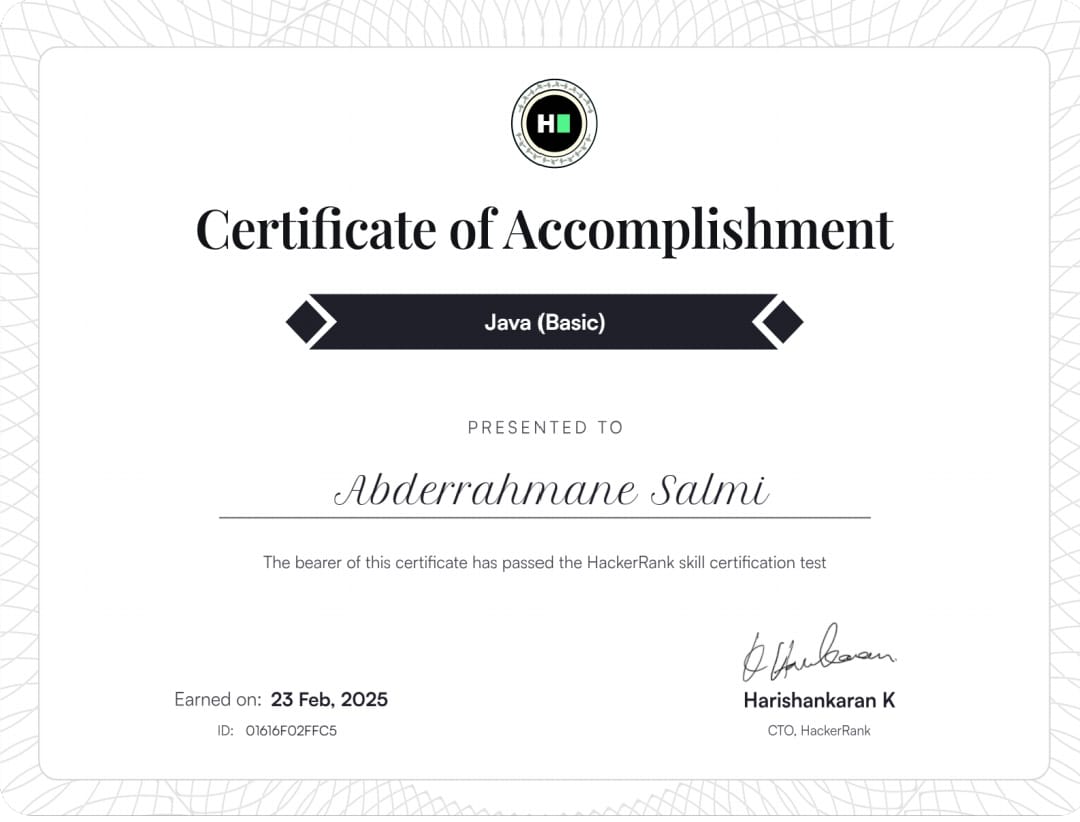 H
Certificate of Accomplishment
Java (Basic)
PRESENTED TO
Abderrahmane Salmi
The bearer of this certificate has passed the HackerRank skill certification test
Earned on: 23 Feb, 2025
ID: 01616F02FFC5
Harishankaran K
CTO, HackerRank